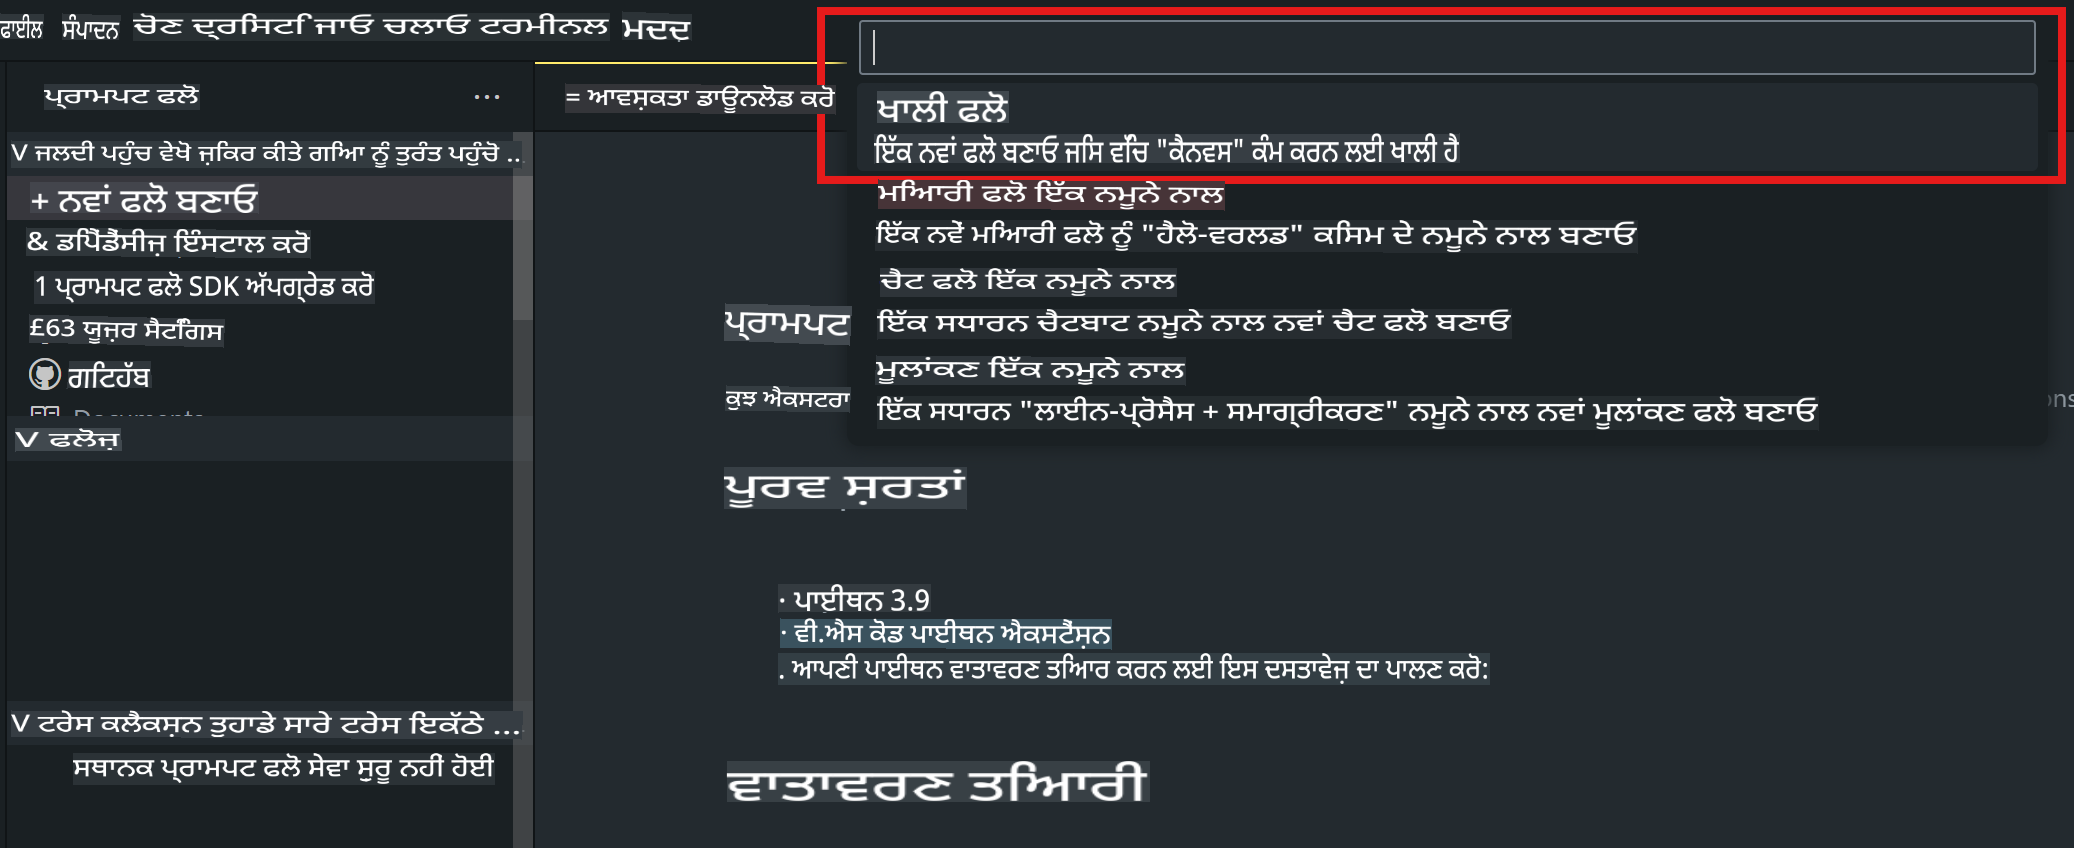 ਫਾਈਲ ਸੰਪਾਦਨ ਚੋਣ ਦ੍ਰਸਿਟੀ ਜਾਓ ਚਲਾਓ ਟਰਮੀਨਲ ਮਦਦ
ਪ੍ਰਾਮਪਟ ਫਲੋ ...
V ਜਲਦੀ ਪਹੁੰਚ ਵੇਖੋ ਜ਼ਕਿਰ ਕੀਤੇ ਗਆਿ ਨੂੰ ਤੁਰੰਤ ਪਹੁੰਚੋ ..
+ ਨਵਾਂ ਫਲੋ ਬਣਾਓ
& ਡਪਿੈਂਡੈਂਸੀਜ਼ ਇੰਸਟਾਲ ਕਰੋ
1 ਪ੍ਰਾਮਪਟ ਫਲੋ SDK ਅੱਪਗ੍ਰੇਡ ਕਰੋ
£63 ਯੂਜ਼ਰ ਸੈਟਿੰਗਸ
ਗਟਿਹੱਬ
Documents
V ਫਲੋਜ਼
V ਟਰੇਸ ਕਲੈਕਸ਼ਨ ਤੁਹਾਡੇ ਸਾਰੇ ਟਰੇਸ ਇਕੱਠੇ ...
ਸਥਾਨਕ ਪ੍ਰਾਮਪਟ ਫਲੋ ਸੇਵਾ ਸ਼ੁਰੂ ਨਹੀਂ ਹੋਈ
= ਆਵਸ਼ਕਤਾ ਡਾਊਨਲੋਡ ਕਰੋ
ਖਾਲੀ ਫਲੋ
ਇੱਕ ਨਵਾਂ ਫਲੋ ਬਣਾਓ ਜਸਿ ਵੱਚਿ "ਕੈਨਵਸ" ਕੰਮ ਕਰਨ ਲਈ ਖਾਲੀ ਹੈ
ਮਆਿਰੀ ਫਲੋ ਇੱਕ ਨਮੂਨੇ ਨਾਲ
ਇੱਕ ਨਵੇਂ ਮਆਿਰੀ ਫਲੋ ਨੂੰ "ਹੈਲੋ-ਵਰਲਡ" ਕਸਿਮ ਦੇ ਨਮੂਨੇ ਨਾਲ ਬਣਾਓ
ਚੈਟ ਫਲੋ ਇੱਕ ਨਮੂਨੇ ਨਾਲ
ਇੱਕ ਸਧਾਰਨ ਚੈਟਬਾਟ ਨਮੂਨੇ ਨਾਲ ਨਵਾਂ ਚੈਟ ਫਲੋ ਬਣਾਓ
ਮੂਲਾਂਕਣ ਇੱਕ ਨਮੂਨੇ ਨਾਲ
ਇੱਕ ਸਧਾਰਨ "ਲਾਈਨ-ਪ੍ਰੋਸੈਸ + ਸਮਾਗ੍ਰੀਕਰਣ" ਨਮੂਨੇ ਨਾਲ ਨਵਾਂ ਮੂਲਾਂਕਣ ਫਲੋ ਬਣਾਓ
ਪ੍ਰਾਮਪਟ
ਕੁਝ ਐਕਸਟਰਾ
ਪੂਰਵ ਸ਼ਰਤਾਂ
· ਪਾਈਥਨ 3.9
· ਵੀ.ਐਸ ਕੋਡ ਪਾਈਥਨ ਐਕਸਟੈਂਸ਼ਨ
. ਆਪਣੀ ਪਾਈਥਨ ਵਾਤਾਵਰਣ ਤਆਿਰ ਕਰਨ ਲਈ ਇਸ ਦਸਤਾਵੇਜ਼ ਦਾ ਪਾਲਣ ਕਰੋ:
ਵਾਤਾਵਰਣ ਤਆਿਰੀ